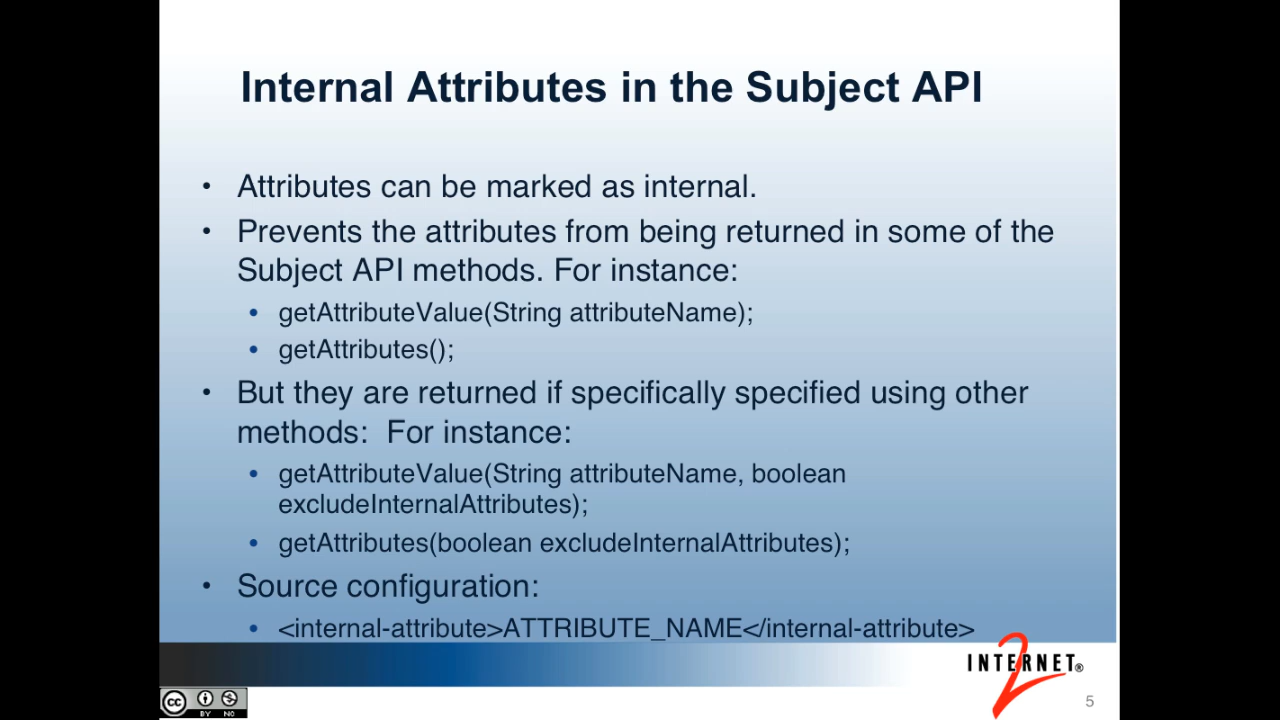 Internal Attributes in the Subject API
• Attributes can be marked as internal.
• Prevents the attributes from being returned in some of the
Subject API methods. For instance:
• getAttributeValue(String attributeName);
• getAttributes();
• But they are returned if specifically specified using other
methods:  For instance:
• getAttributeValue(String attributeName, boolean
excludeInternalAttributes);
• getAttributes(boolean excludeInternalAttributes);
• Source configuration:
• <internal-attribute>ATTRIBUTE_NAME</internal-attribute>
INTERNET®
2
cc
BY NC
5